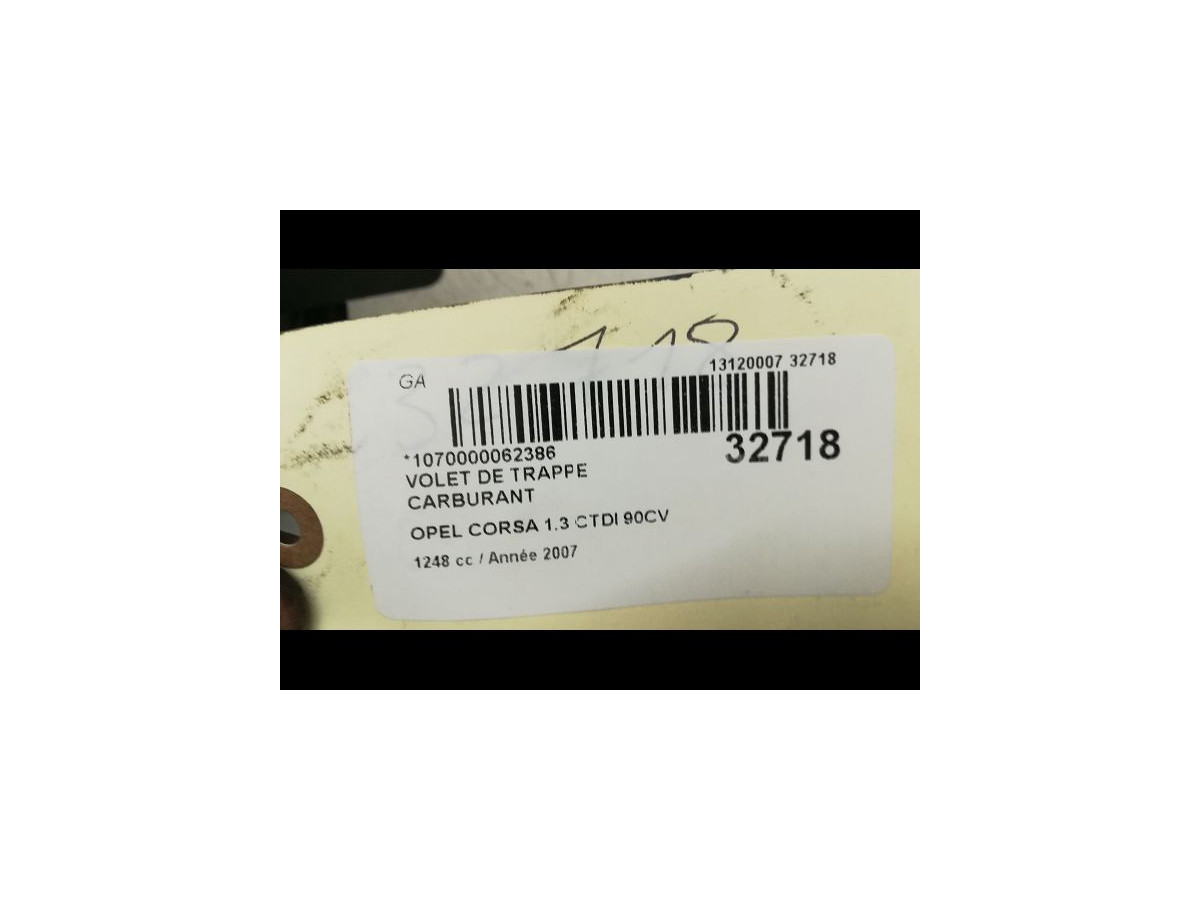 GA
13120007 32718
32718
*1070000062386
VOLET DE TRAPPE
CARBURANT
OPEL CORSA 1.3 CTDI 90CV
1248 cc / Année 2007